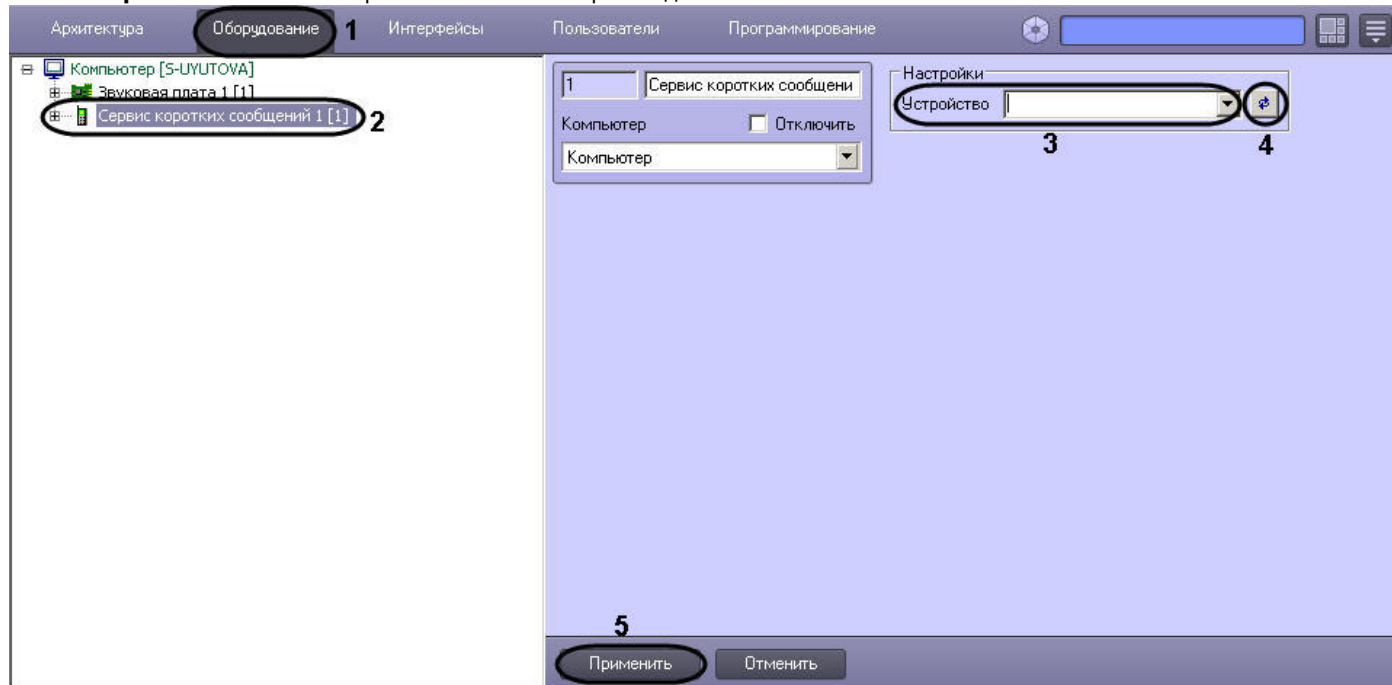 Архитектура Оборудование 1 Интерфейсы Пользователи Программирование
Компьютер [S-UYUTOVA]
Звуковая плата 1 [1]
Сервис коротких сообщений 1 [1] 2
1 Сервис коротких сообщени
Компьютер Отключить
Компьютер
Настройки
Устройство
3 4
5
Применить Отменить